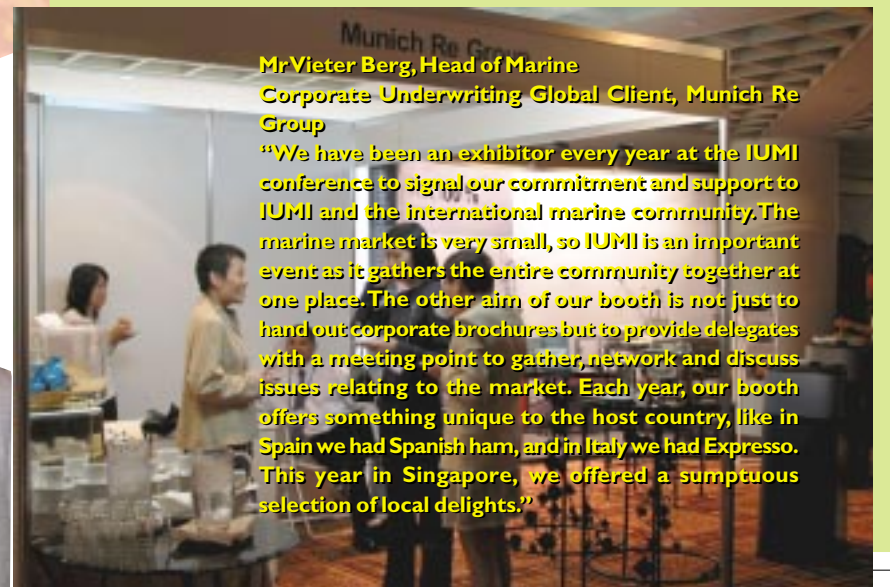 Munich Re Group
Mr Vieter Berg, Head of Marine
Corporate Underwriting Global Client, Munich Re
Group
“We have been an exhibitor every year at the IUMI
conference to signal our commitment and support to
IUMI and the international marine community. The
marine market is very small, so IUMI is an important
event as it gathers the entire community together at
one place. The other aim of our booth is not just to
hand out corporate brochures but to provide delegates
with a meeting point to gather, network and discuss
issues relating to the market. Each year, our booth
offers something unique to the host country, like in
Spain we had Spanish ham, and in Italy we had Expresso.
This year in Singapore, we offered a sumptuous
selection of local delights.”